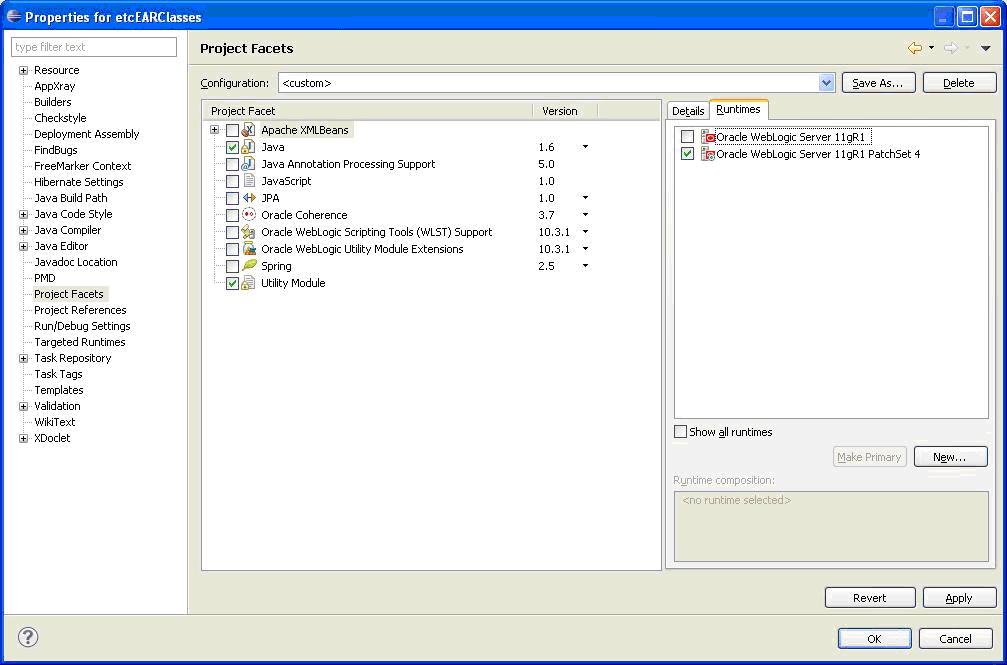 Properties for etcEARClasses
type filter text
Resource
AppXray
Builders
Checkstyle
Deployment Assembly
FindBugs
FreeMarker Context
Hibernate Settings
Java Build Path
Java Code Style
Java Compiler
Java Editor
Javadoc Location
PMD
Project Facets
Project References
Run/Debug Settings
Targeted Runtimes
Task Repository
Task Tags
Templates
Validation
WikiText
XDoclet
Project Facets
Configuration: <custom> Save As... Delete
Project Facet Version
Apache XMLBeans
Java 1.6
Java Annotation Processing Support 5.0
JavaScript 1.0
JPA 1.0
Oracle Coherence 3.7
Oracle WebLogic Scripting Tools (WLST) Support 10.3.1
Oracle WebLogic Utility Module Extensions 10.3.1
Spring 2.5
Utility Module
Details Runtimes
Oracle WebLogic Server 11gR1
Oracle WebLogic Server 11gR1 PatchSet 4
Show all runtimes
Make Primary New...
Runtime composition:
<no runtime selected>
Revert Apply
? OK Cancel